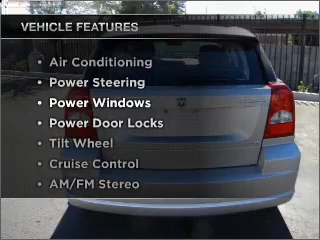 VEHICLE FEATURES
• Air Conditioning
• Power Steering
• Power Windows
• Power Door Locks
• Tilt Wheel
• Cruise Control
• AM/FM Stereo